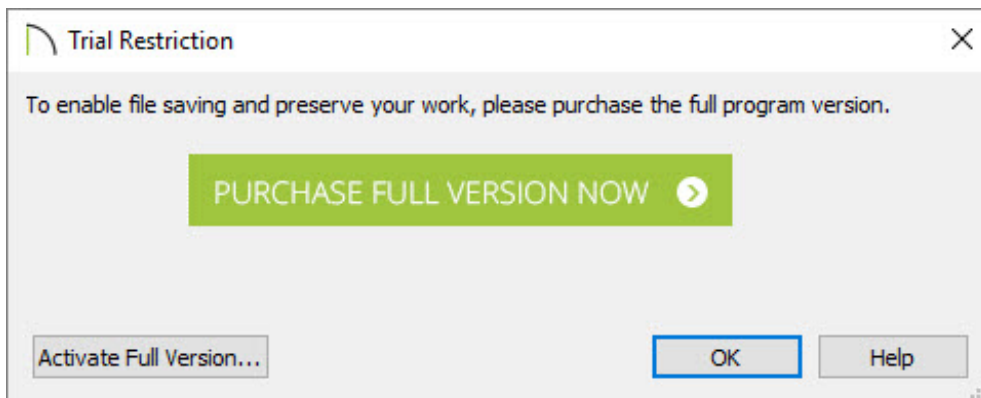 Trial Restriction
To enable file saving and preserve your work, please purchase the full program version.
PURCHASE FULL VERSION NOW
Activate Full Version...
OK
Help